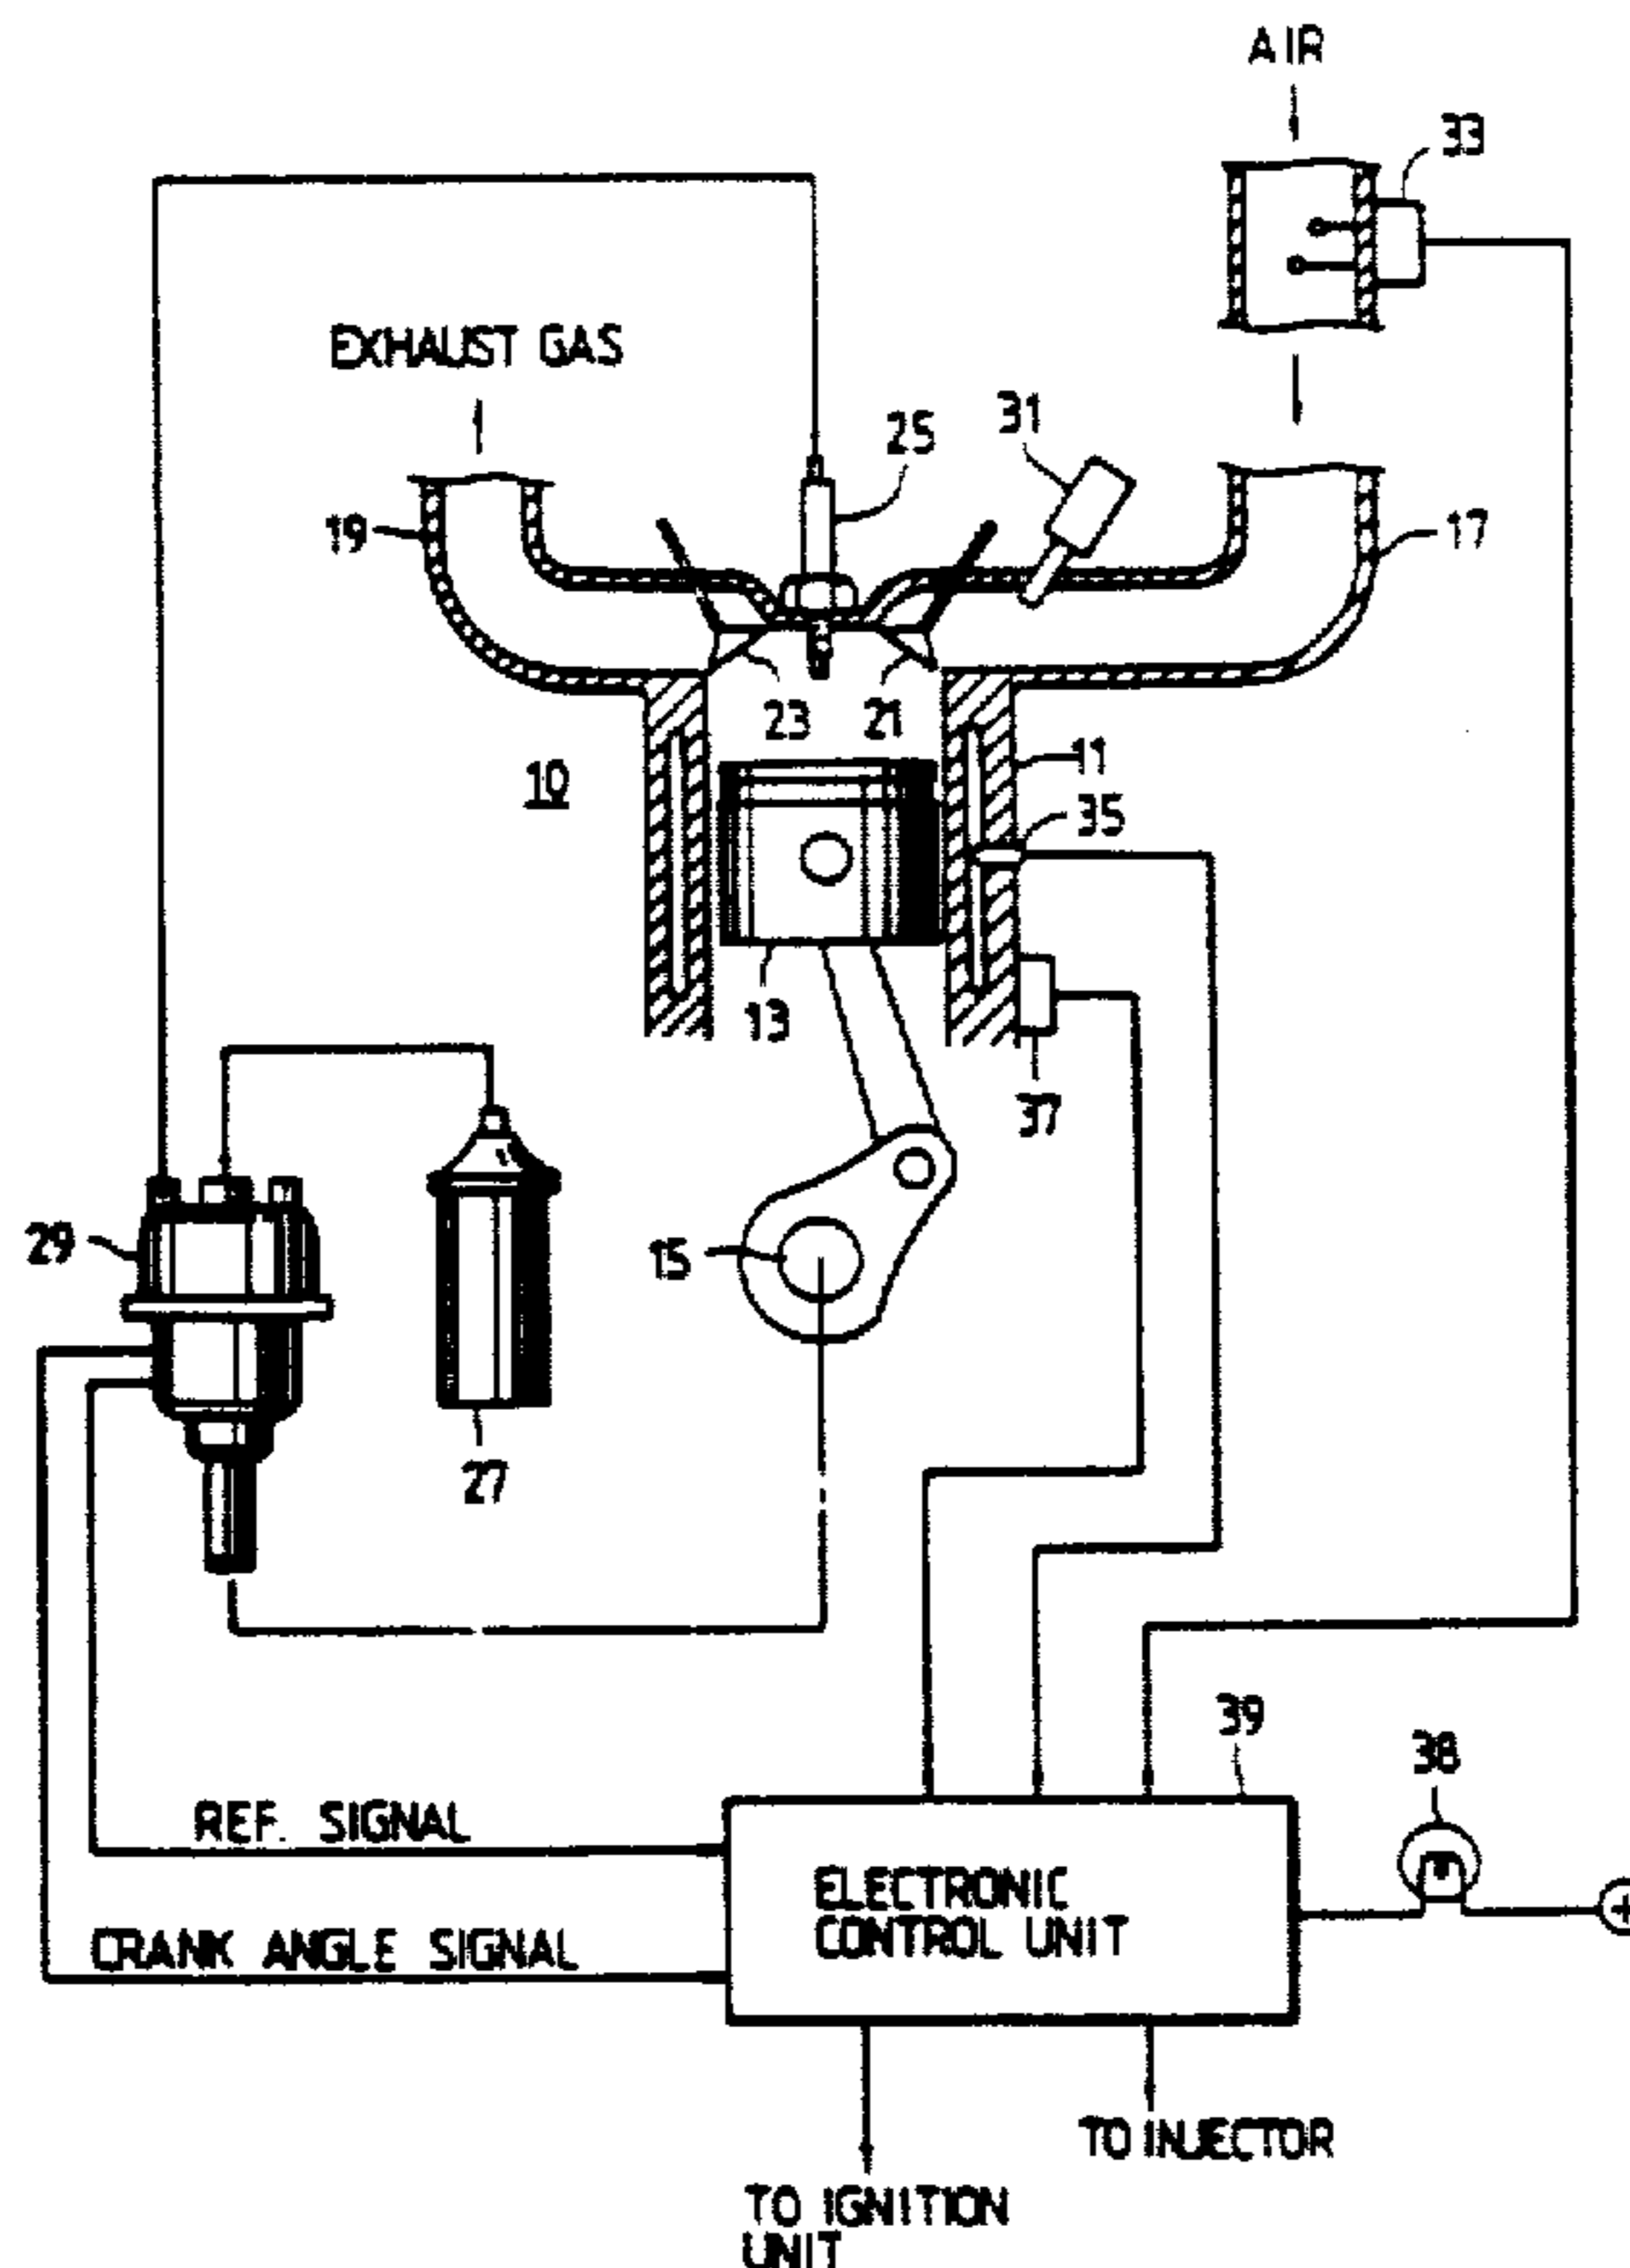 AIR
33
EXHAUST GAS
31
25
19
17
23
21
10
11
35
13
37
29
15
27
39
38
REF. SIGNAL
ELECTRONIC
CONTROL UNIT
CRANK ANGLE SIGNAL
+
TO INJECTOR
TO IGNITION
UNIT